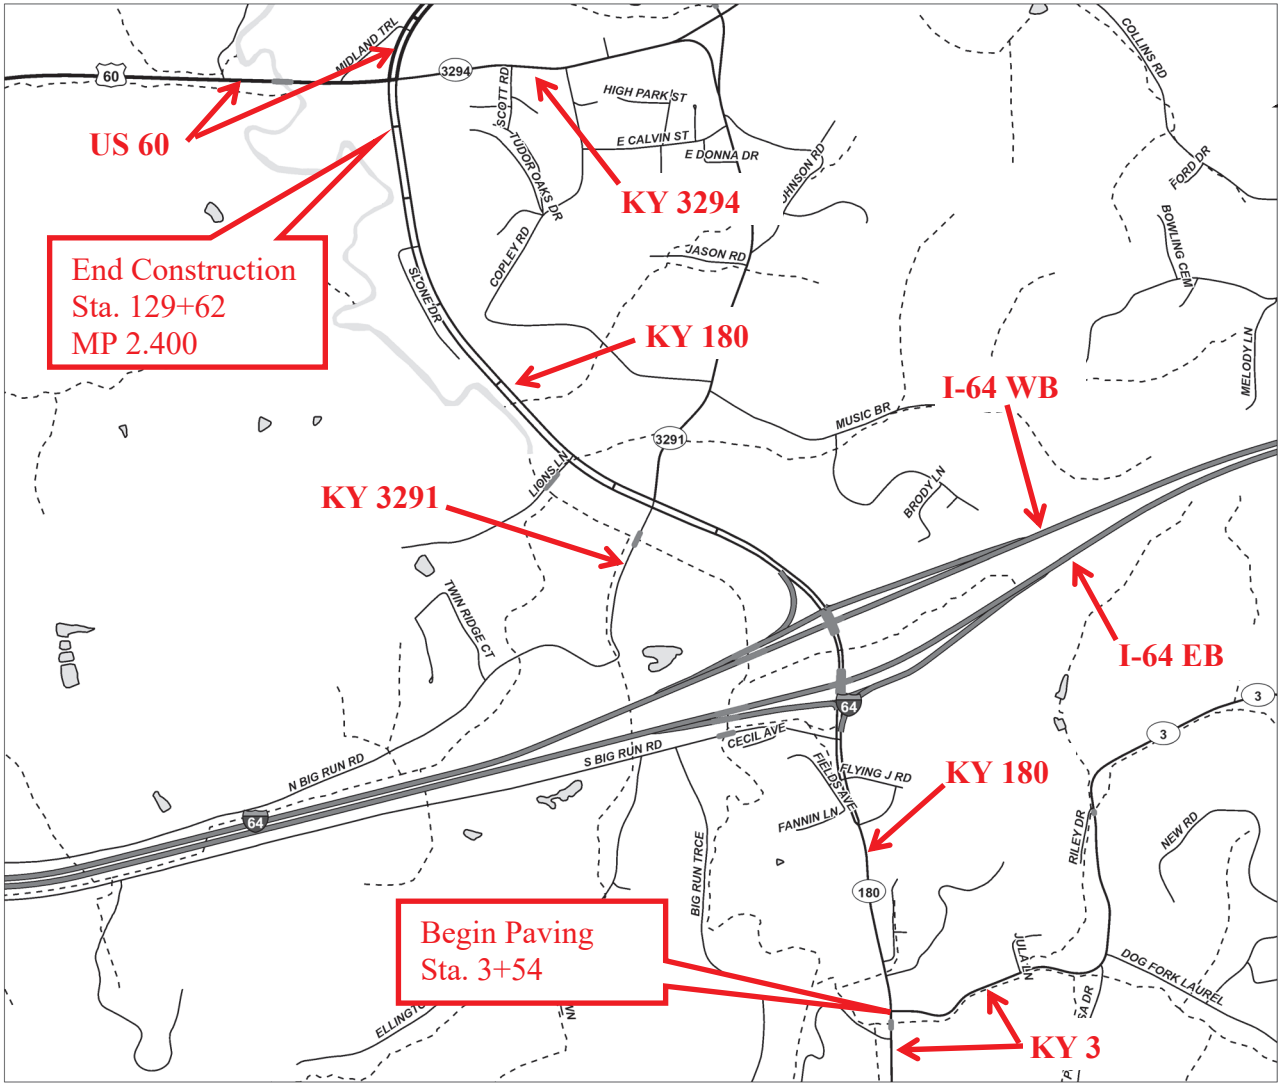 MIDLAND TRL
60
3294
SCOTT RD
HIGH PARK ST
E CALVIN ST
E DONNA DR
TUDOR OAKS DR
COLLINS RD
FORD DR
US 60
KY 3294
JOHNSON RD
BOWLING CEM
COPLEY RD
JASON RD
End Construction
Sta. 129+62
MP 2.400
SLONE DR
KY 180
MELODY LN
I-64 WB
MUSIC BR
3291
LIONS LN
BRODY LN
KY 3291
TWIN RIDGE CT
I-64 EB
64
3
3
CECIL AVE
S BIG RUN RD
N BIG RUN RD
FIELDS AVE
FLYING J RD
KY 180
FANNIN LN
64
RILEY DR
NEW RD
BIG RUN TRCE
180
Begin Paving
Sta. 3+54
JULA LN
DOG FORK LAUREL
SA DR
WN
KY 3